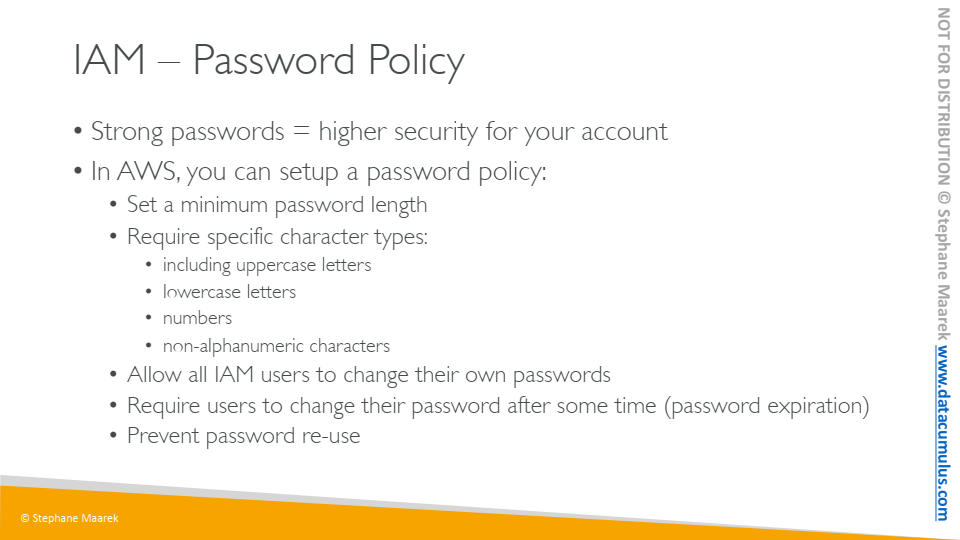 IAM – Password Policy
• Strong passwords = higher security for your account
• In AWS, you can setup a password policy:
• Set a minimum password length
• Require specific character types:
• including uppercase letters
• lowercase letters
• numbers
• non-alphanumeric characters
• Allow all IAM users to change their own passwords
• Require users to change their password after some time (password expiration)
• Prevent password re-use
© Stephane Maarek
NOT FOR DISTRIBUTION © Stephane Maarek www.datacumulus.com